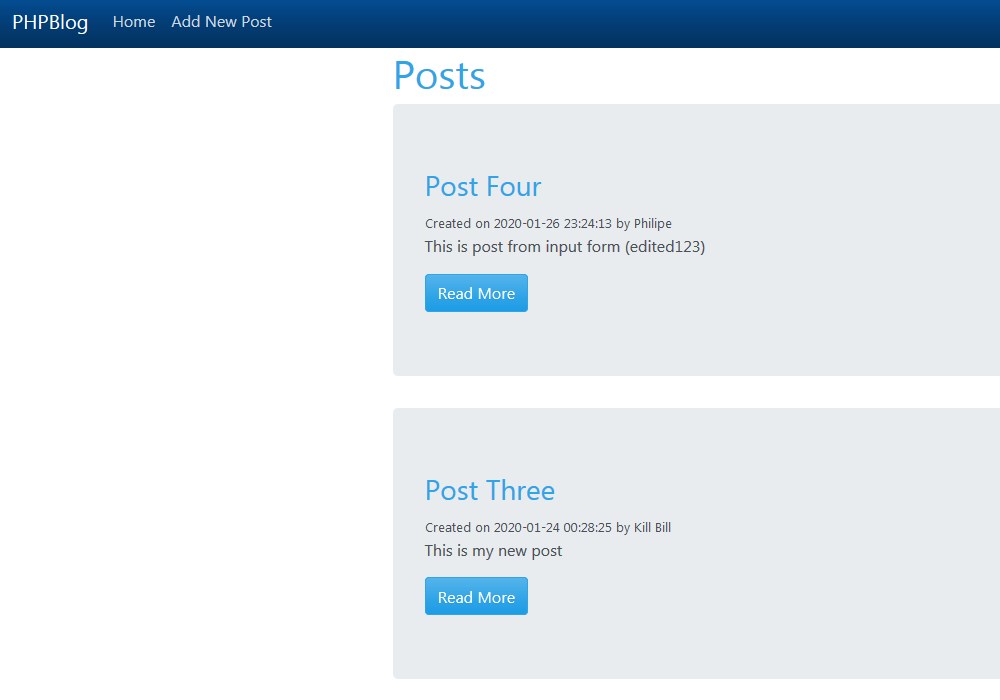 PHPBlog Home Add New Post
Posts
Post Four
Created on 2020-01-26 23:24:13 by Philipe
This is post from input form (edited123)
Read More
Post Three
Created on 2020-01-24 00:28:25 by Kill Bill
This is my new post
Read More